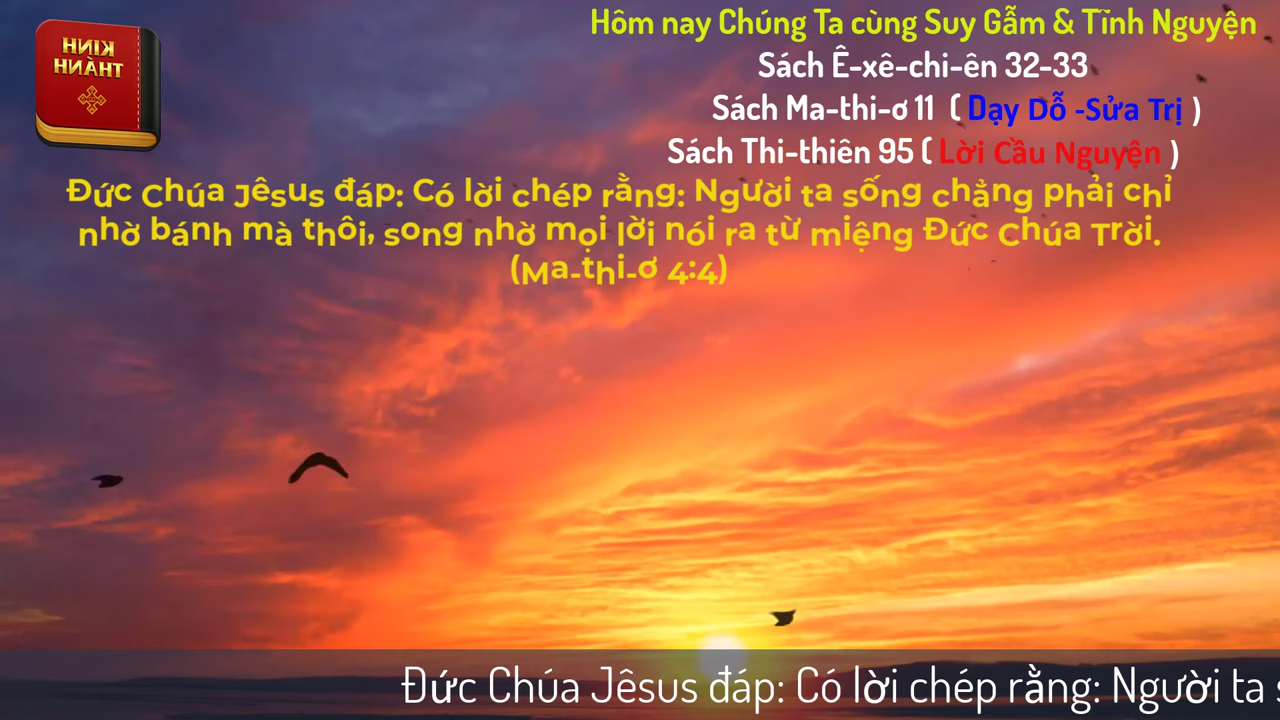 KINH
THÀNH
Hôm nay Chúng Ta cùng Suy Gẫm & Tĩnh Nguyện
Sách Ê-xê-chi-ên 32-33
Sách Ma-thi-ơ 11 ( Dạy Dỗ -Sửa Trị )
Sách Thi-thiên 95 ( Lời Cầu Nguyện )
Đức Chúa Jêsus đáp: Có lời chép rằng: Người ta sống chẳng phải chỉ
nhờ bánh mà thôi, song nhờ mọi lời nói ra từ miệng Đức Chúa Trời.
(Ma-thi-ơ 4:4)
Đức Chúa Jêsus đáp: Có lời chép rằng: Người ta